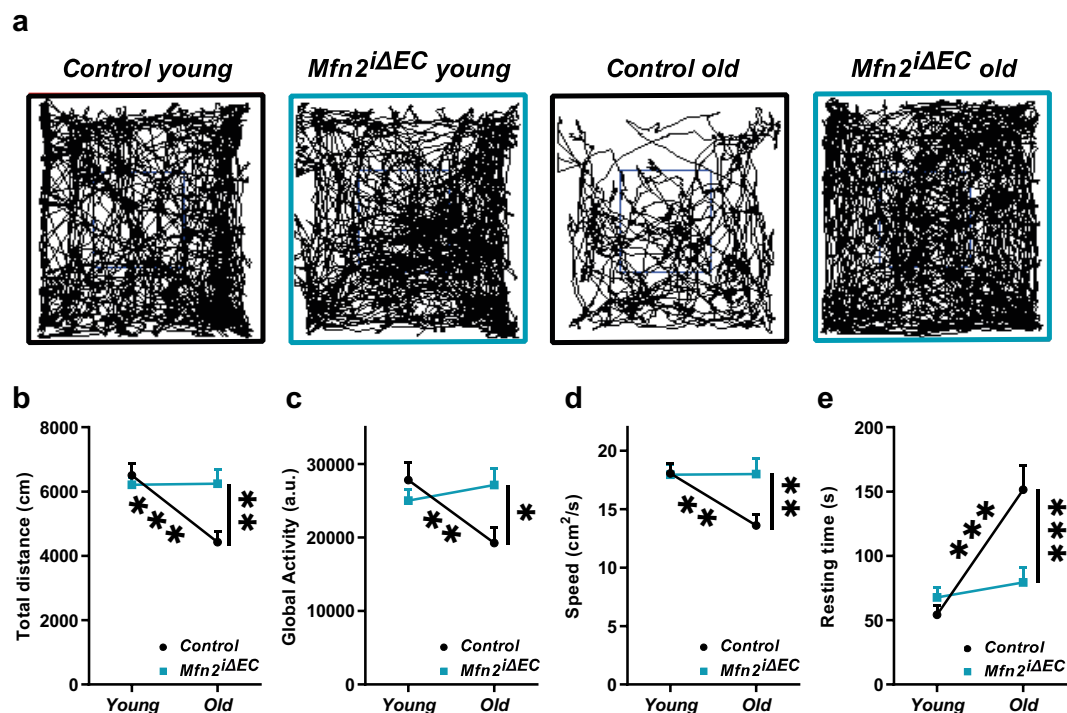 a
Control young
Mfn2iΔEC young
Control old
Mfn2iΔEC old
b
Total distance (cm)
8000
6000
4000
2000
0
***
**
Control
Mfn2iΔEC
Young
Old
c
Global Activity (a.u.)
30000
20000
10000
0
**
*
Control
Mfn2iΔEC
Young
Old
d
Speed (cm2/s)
20
15
10
5
0
**
**
Control
Mfn2iΔEC
Young
Old
e
Resting time (s)
200
150
100
50
0
***
***
Control
Mfn2iΔEC
Young
Old